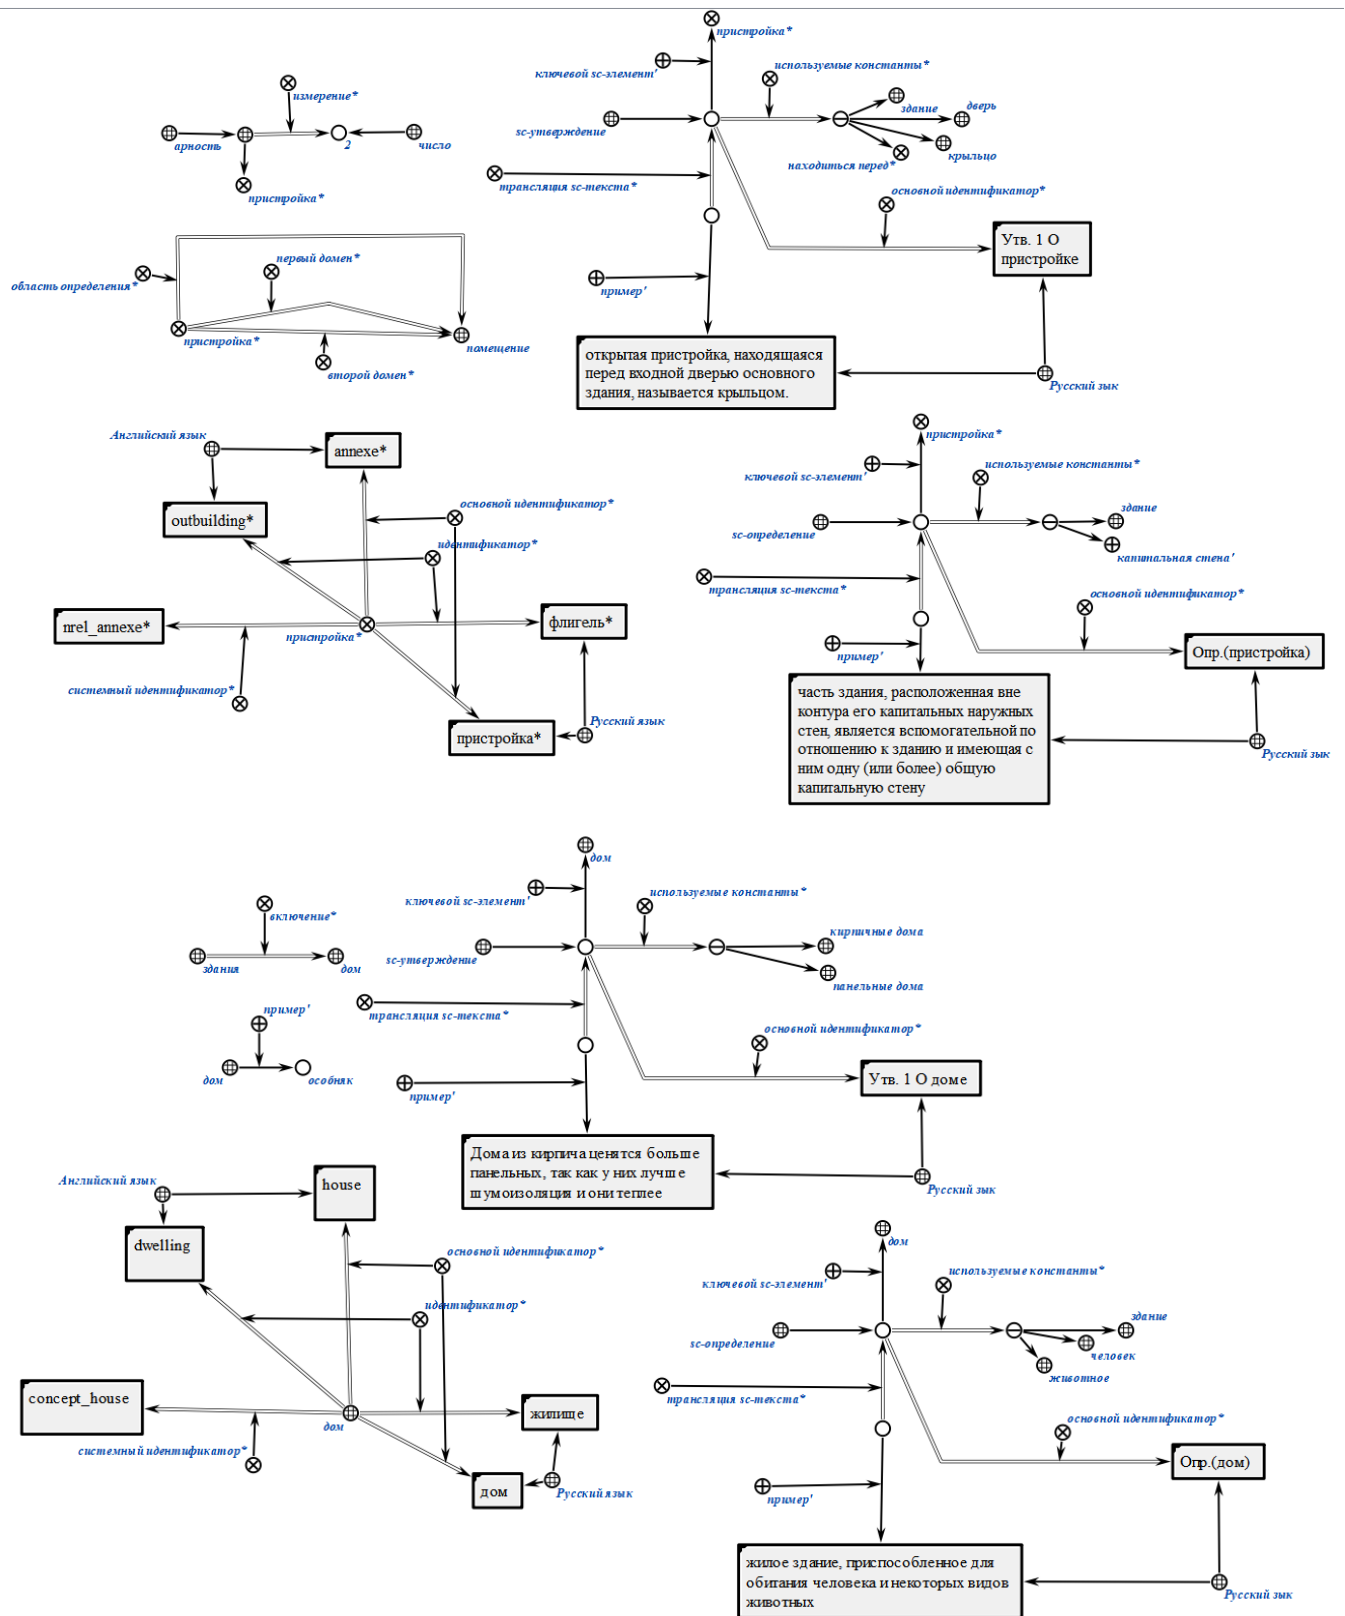 пристройка*
ключевой sc-элемент'
используемые константы*
измерение*
здание
дверь
sc-утверждение
арность
2
число
крыльцо
находиться перед*
трансляция sc-текста*
пристройка*
основной идентификатор*
Утв. 1 О
пристройке
первый домен*
область определения*
пример'
пристройка*
помещение
второй домен*
открытая пристройка, находящаяся
перед входной дверью основного
здания, называется крыльцом.
Русский зык
Английский язык
annexe*
пристройка*
ключевой sc-элемент'
используемые константы*
основной идентификатор*
outbuilding*
здание
sc-определение
идентификатор*
капитальная стена'
трансляция sc-текста*
основной идентификатор*
nrel_annexe*
пристройка*
флигель*
пример'
Опр.(пристройка)
системный идентификатор*
Русский язык
пристройка*
часть здания, расположенная вне
контура его капитальных наружных
стен, является вспомогательной по
отношению к зданию и имеющая с
ним одну (или более) общую
капитальную стену
Русский зык
дом
ключевой sc-элемент'
используемые константы*
включение*
кирпичные дома
sc-утверждение
здания
дом
панельные дома
пример'
трансляция sc-текста*
основной идентификатор*
дом
особняк
Утв. 1 О доме
пример'
Дома из кирпича ценятся больше
панельных, так как у них лучше
шумоизоляция и они теплее
Русский зык
Английский язык
house
dwelling
дом
основной идентификатор*
ключевой sc-элемент'
используемые константы*
идентификатор*
здание
sc-определение
человек
животное
трансляция sc-текста*
concept_house
дом
жилище
основной идентификатор*
системный идентификатор*
Опр.(дом)
дом
Русский язык
пример'
жилое здание, приспособленное для
обитания человека и некоторых видов
животных
Русский зык